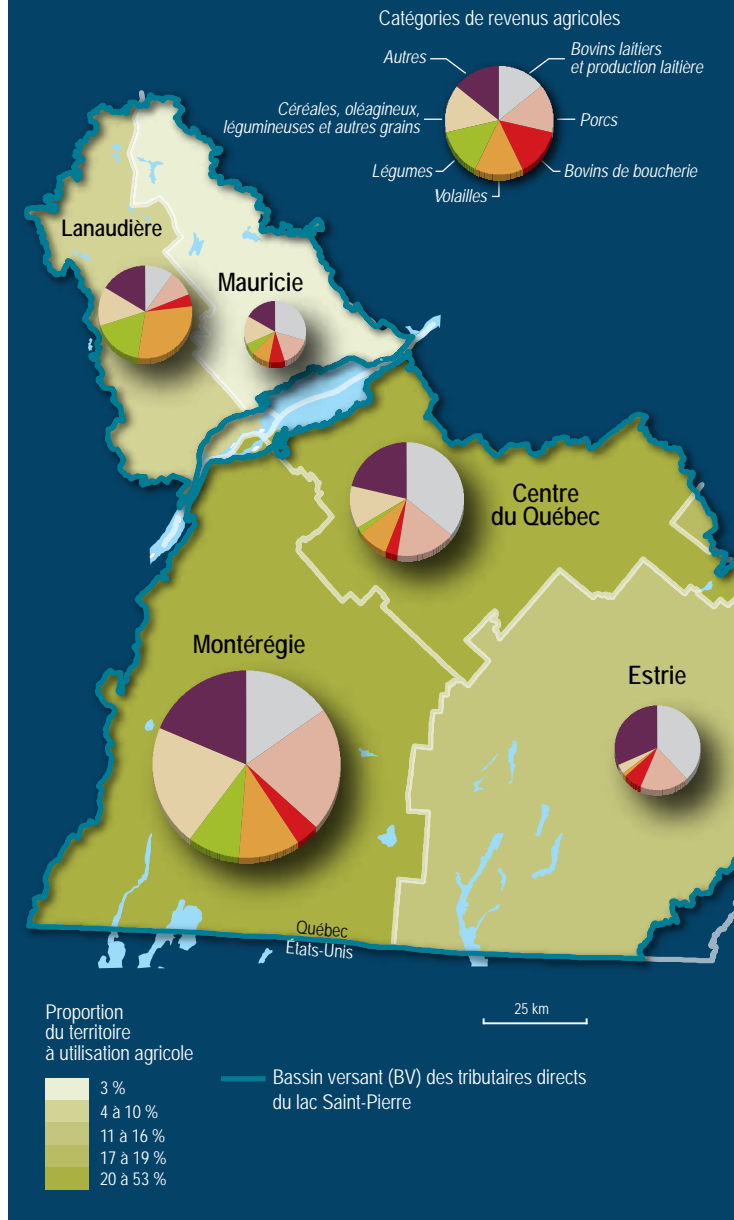 Catégories de revenus agricoles
Autres
Bovins laitiers
et production laitière
Céréales, oléagineux,
légumineuses et autres grains
Porcs
Légumes
Bovins de boucherie
Volailles
Lanaudière
Mauricie
Centre
du Québec
Montérégie
Estrie
Québec
États-Unis
Proportion
du territoire
à utilisation agricole
3 %
4 à 10 %
11 à 16 %
17 à 19 %
20 à 53 %
25 km
Bassin versant (BV) des tributaires directs
du lac Saint-Pierre